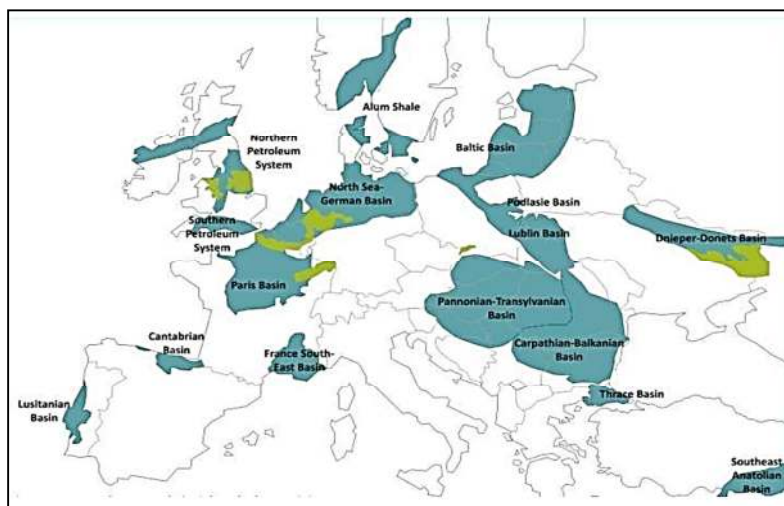 Alum Shale
Northern
Petroleum
System
Baltic Basin
North Sea-
German Basin
Podlasie Basin
Southern
Petroleum
System
Lublin Basin
Dnieper-Donets Basin
Paris Basin
Pannonian-Transylvanian
Basin
Cantabrian
Basin
France South-
East Basin
Carpathian-Balkanian
Basin
Thrace Basin
Lusitanian
Basin
Southeast
Anatolian
Basin